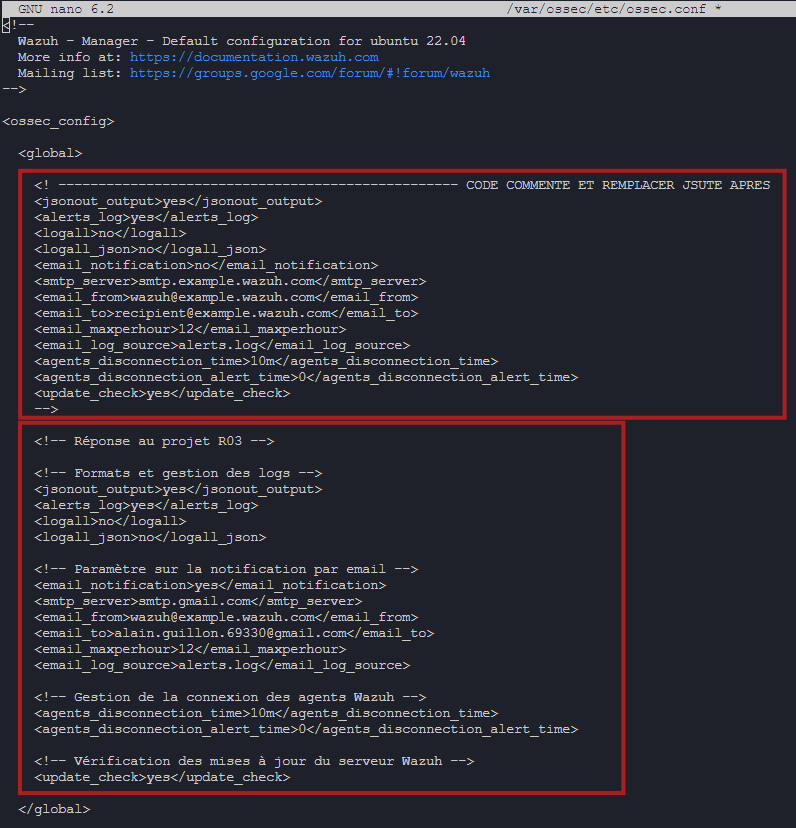 GNU nano 6.2 /var/ossec/etc/ossec.conf *
<!--
Wazuh - Manager - Default configuration for ubuntu 22.04
More info at: https://documentation.wazuh.com
Mailing list: https://groups.google.com/forum/#!forum/wazuh
-->
<ossec_config>
<global>
<! -------------------------------------------------- CODE COMMENTE ET REMPLACER JSUTE APRES
<jsonout_output>yes</jsonout_output>
<alerts_log>yes</alerts_log>
<logall>no</logall>
<logall_json>no</logall_json>
<email_notification>no</email_notification>
<smtp_server>smtp.example.wazuh.com</smtp_server>
<email_from>wazuh@example.wazuh.com</email_from>
<email_to>recipient@example.wazuh.com</email_to>
<email_maxperhour>12</email_maxperhour>
<email_log_source>alerts.log</email_log_source>
<agents_disconnection_time>10m</agents_disconnection_time>
<agents_disconnection_alert_time>0</agents_disconnection_alert_time>
<update_check>yes</update_check>
-->
<!-- Réponse au projet R03 -->
<!-- Formats et gestion des logs -->
<jsonout_output>yes</jsonout_output>
<alerts_log>yes</alerts_log>
<logall>no</logall>
<logall_json>no</logall_json>
<!-- Paramètre sur la notification par email -->
<email_notification>yes</email_notification>
<smtp_server>smtp.gmail.com</smtp_server>
<email_from>wazuh@example.wazuh.com</email_from>
<email_to>alain.guillon.69330@gmail.com</email_to>
<email_maxperhour>12</email_maxperhour>
<email_log_source>alerts.log</email_log_source>
<!-- Gestion de la connexion des agents Wazuh -->
<agents_disconnection_time>10m</agents_disconnection_time>
<agents_disconnection_alert_time>0</agents_disconnection_alert_time>
<!-- Vérification des mises à jour du serveur Wazuh -->
<update_check>yes</update_check>
</global>